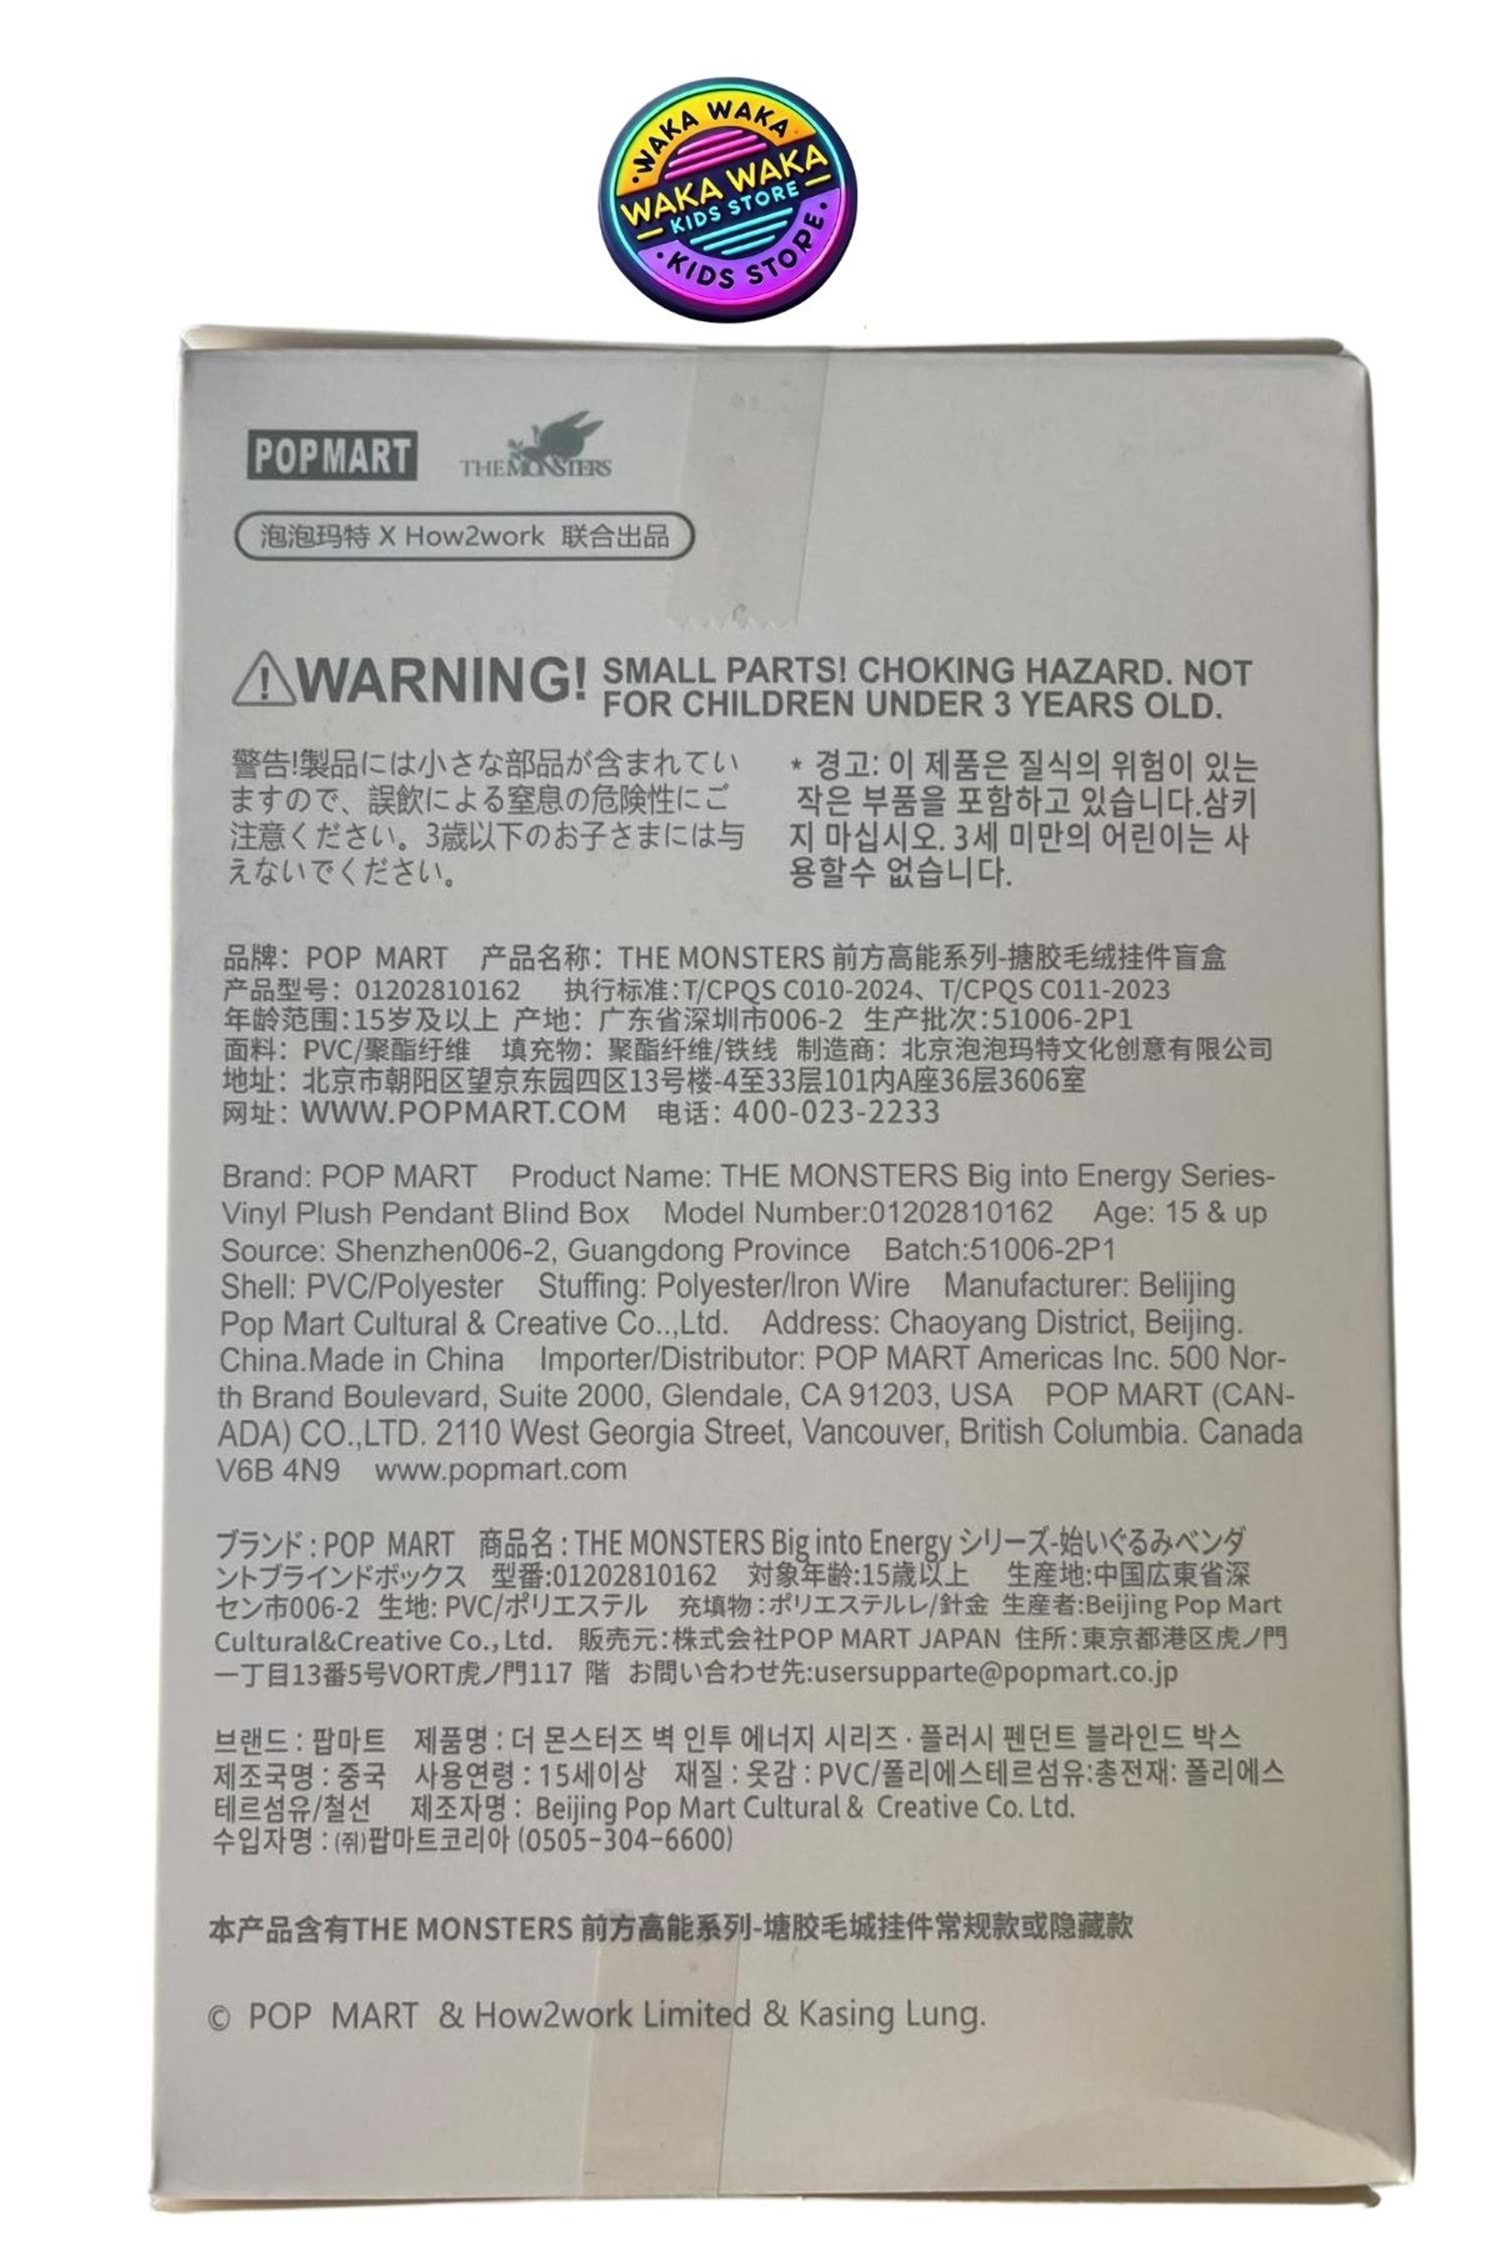 WAKA WAKA
WAKA WAKA
KIDS STORE
KIDS STORE
POP MART
THE MONSTERS
泡泡玛特 X How2work 联合出品
WARNING! SMALL PARTS! CHOKING HAZARD. NOT
FOR CHILDREN UNDER 3 YEARS OLD.
警告!製品には小さな部品が含まれてい
ますので、誤飲による窒息の危険性にご
注意ください。3歳以下のお子さまには与
えないでください。
* 경고: 이 제품은 질식의 위험이 있는
작은 부품을 포함하고 있습니다.삼키
지 마십시오. 3세 미만의 어린이는 사
용할수 없습니다.
品牌：POP MART 产品名称：THE MONSTERS 前方高能系列-搪胶毛绒挂件盲盒
产品型号：01202810162 执行标准:T/CPQS C010-2024、T/CPQS C011-2023
年龄范围:15岁及以上 产地：广东省深圳市006-2 生产批次:51006-2P1
面料：PVC/聚酯纡维 填充物：聚酯纤维/铁线 制造商：北京泡泡玛特文化创意有限公司
地址：北京市朝阳区望京东园四区13号楼-4至33层101内A座36层3606室
网址：WWW.POPMART.COM 电话：400-023-2233
Brand: POP MART Product Name: THE MONSTERS Big into Energy Series-
Vinyl Plush Pendant Blind Box Model Number:01202810162 Age: 15 & up
Source: Shenzhen006-2, Guangdong Province Batch:51006-2P1
Shell: PVC/Polyester Stuffing: Polyester/Iron Wire Manufacturer: Belijing
Pop Mart Cultural & Creative Co..,Ltd. Address: Chaoyang District, Beijing.
China.Made in China Importer/Distributor: POP MART Americas Inc. 500 Nor-
th Brand Boulevard, Suite 2000, Glendale, CA 91203, USA POP MART (CAN-
ADA) CO.,LTD. 2110 West Georgia Street, Vancouver, British Columbia. Canada
V6B 4N9 www.popmart.com
ブランド : POP MART 商品名 : THE MONSTERS Big into Energy シリーズ-始いぐるみベンダ
ントブラインドボックス 型番:01202810162 対象年齢:15歳以上 生産地:中国広東省深
セン市006-2 生地: PVC/ポリエステル 充填物:ポリエステルレ/針金 生産者:Beijing Pop Mart
Cultural&Creative Co., Ltd. 販売元:株式会社POP MART JAPAN 住所:東京都港区虎ノ門
一丁目13番5号VORT虎ノ門117 階 お問い合わせ先:usersupparte@popmart.co.jp
브랜드 : 팝마트 제품명 : 더 몬스터즈 벽 인투 에너지 시리즈 · 플러시 펜던트 블라인드 박스
제조국명 : 중국 사용연령 : 15세이상 재질 : 옷감 : PVC/폴리에스테르섬유:총전재: 폴리에스
테르섬유/철선 제조자명 : Beijing Pop Mart Cultural & Creative Co. Ltd.
수입자명 : (쥐)팝마트코리아 (0505-304-6600)
本产品含有THE MONSTERS 前方高能系列-塘胶毛城挂件常规款或隐藏款
© POP MART & How2work Limited & Kasing Lung.